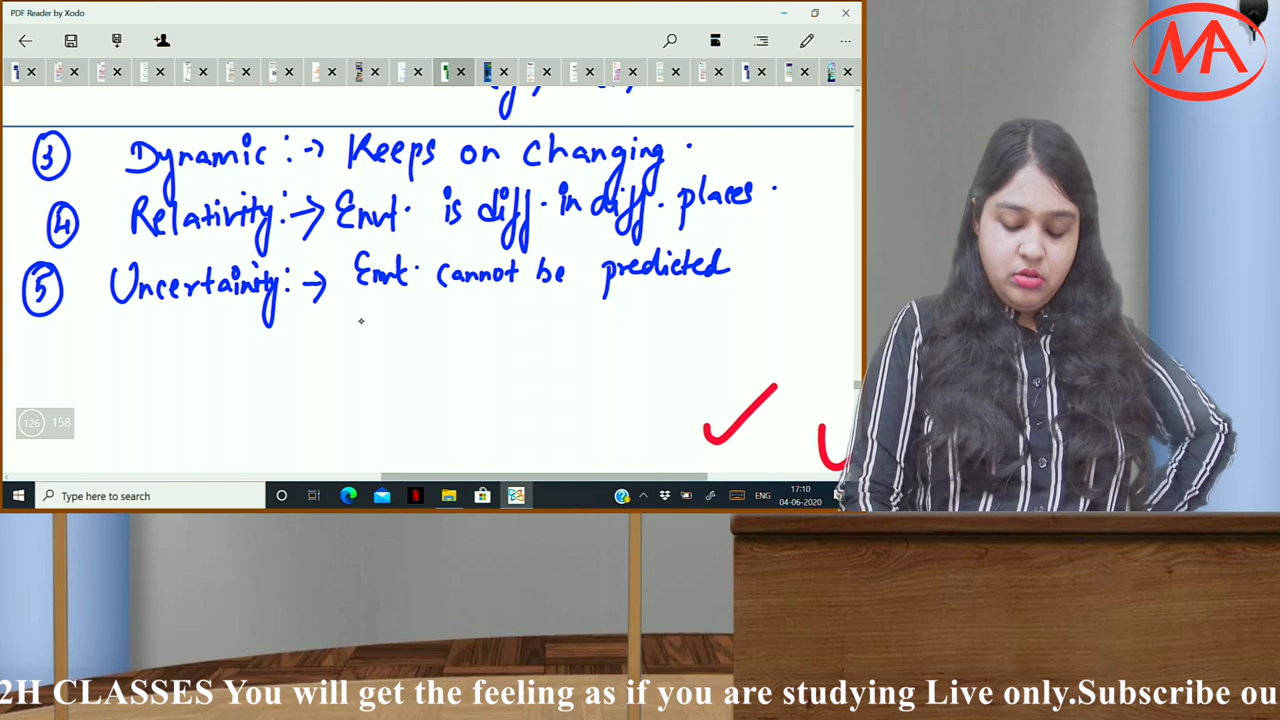 PDF Reader by Xodo
MA
③ Dynamic :-> Keeps on changing.
④ Relativity :-> Envt. is diff. in diff. places.
⑤ Uncertainity :-> Envt. cannot be predicted
126 158
Type here to search
ENG
17:10
04-06-2020
2H CLASSES You will get the feeling as if you are studying Live only.Subscribe ou